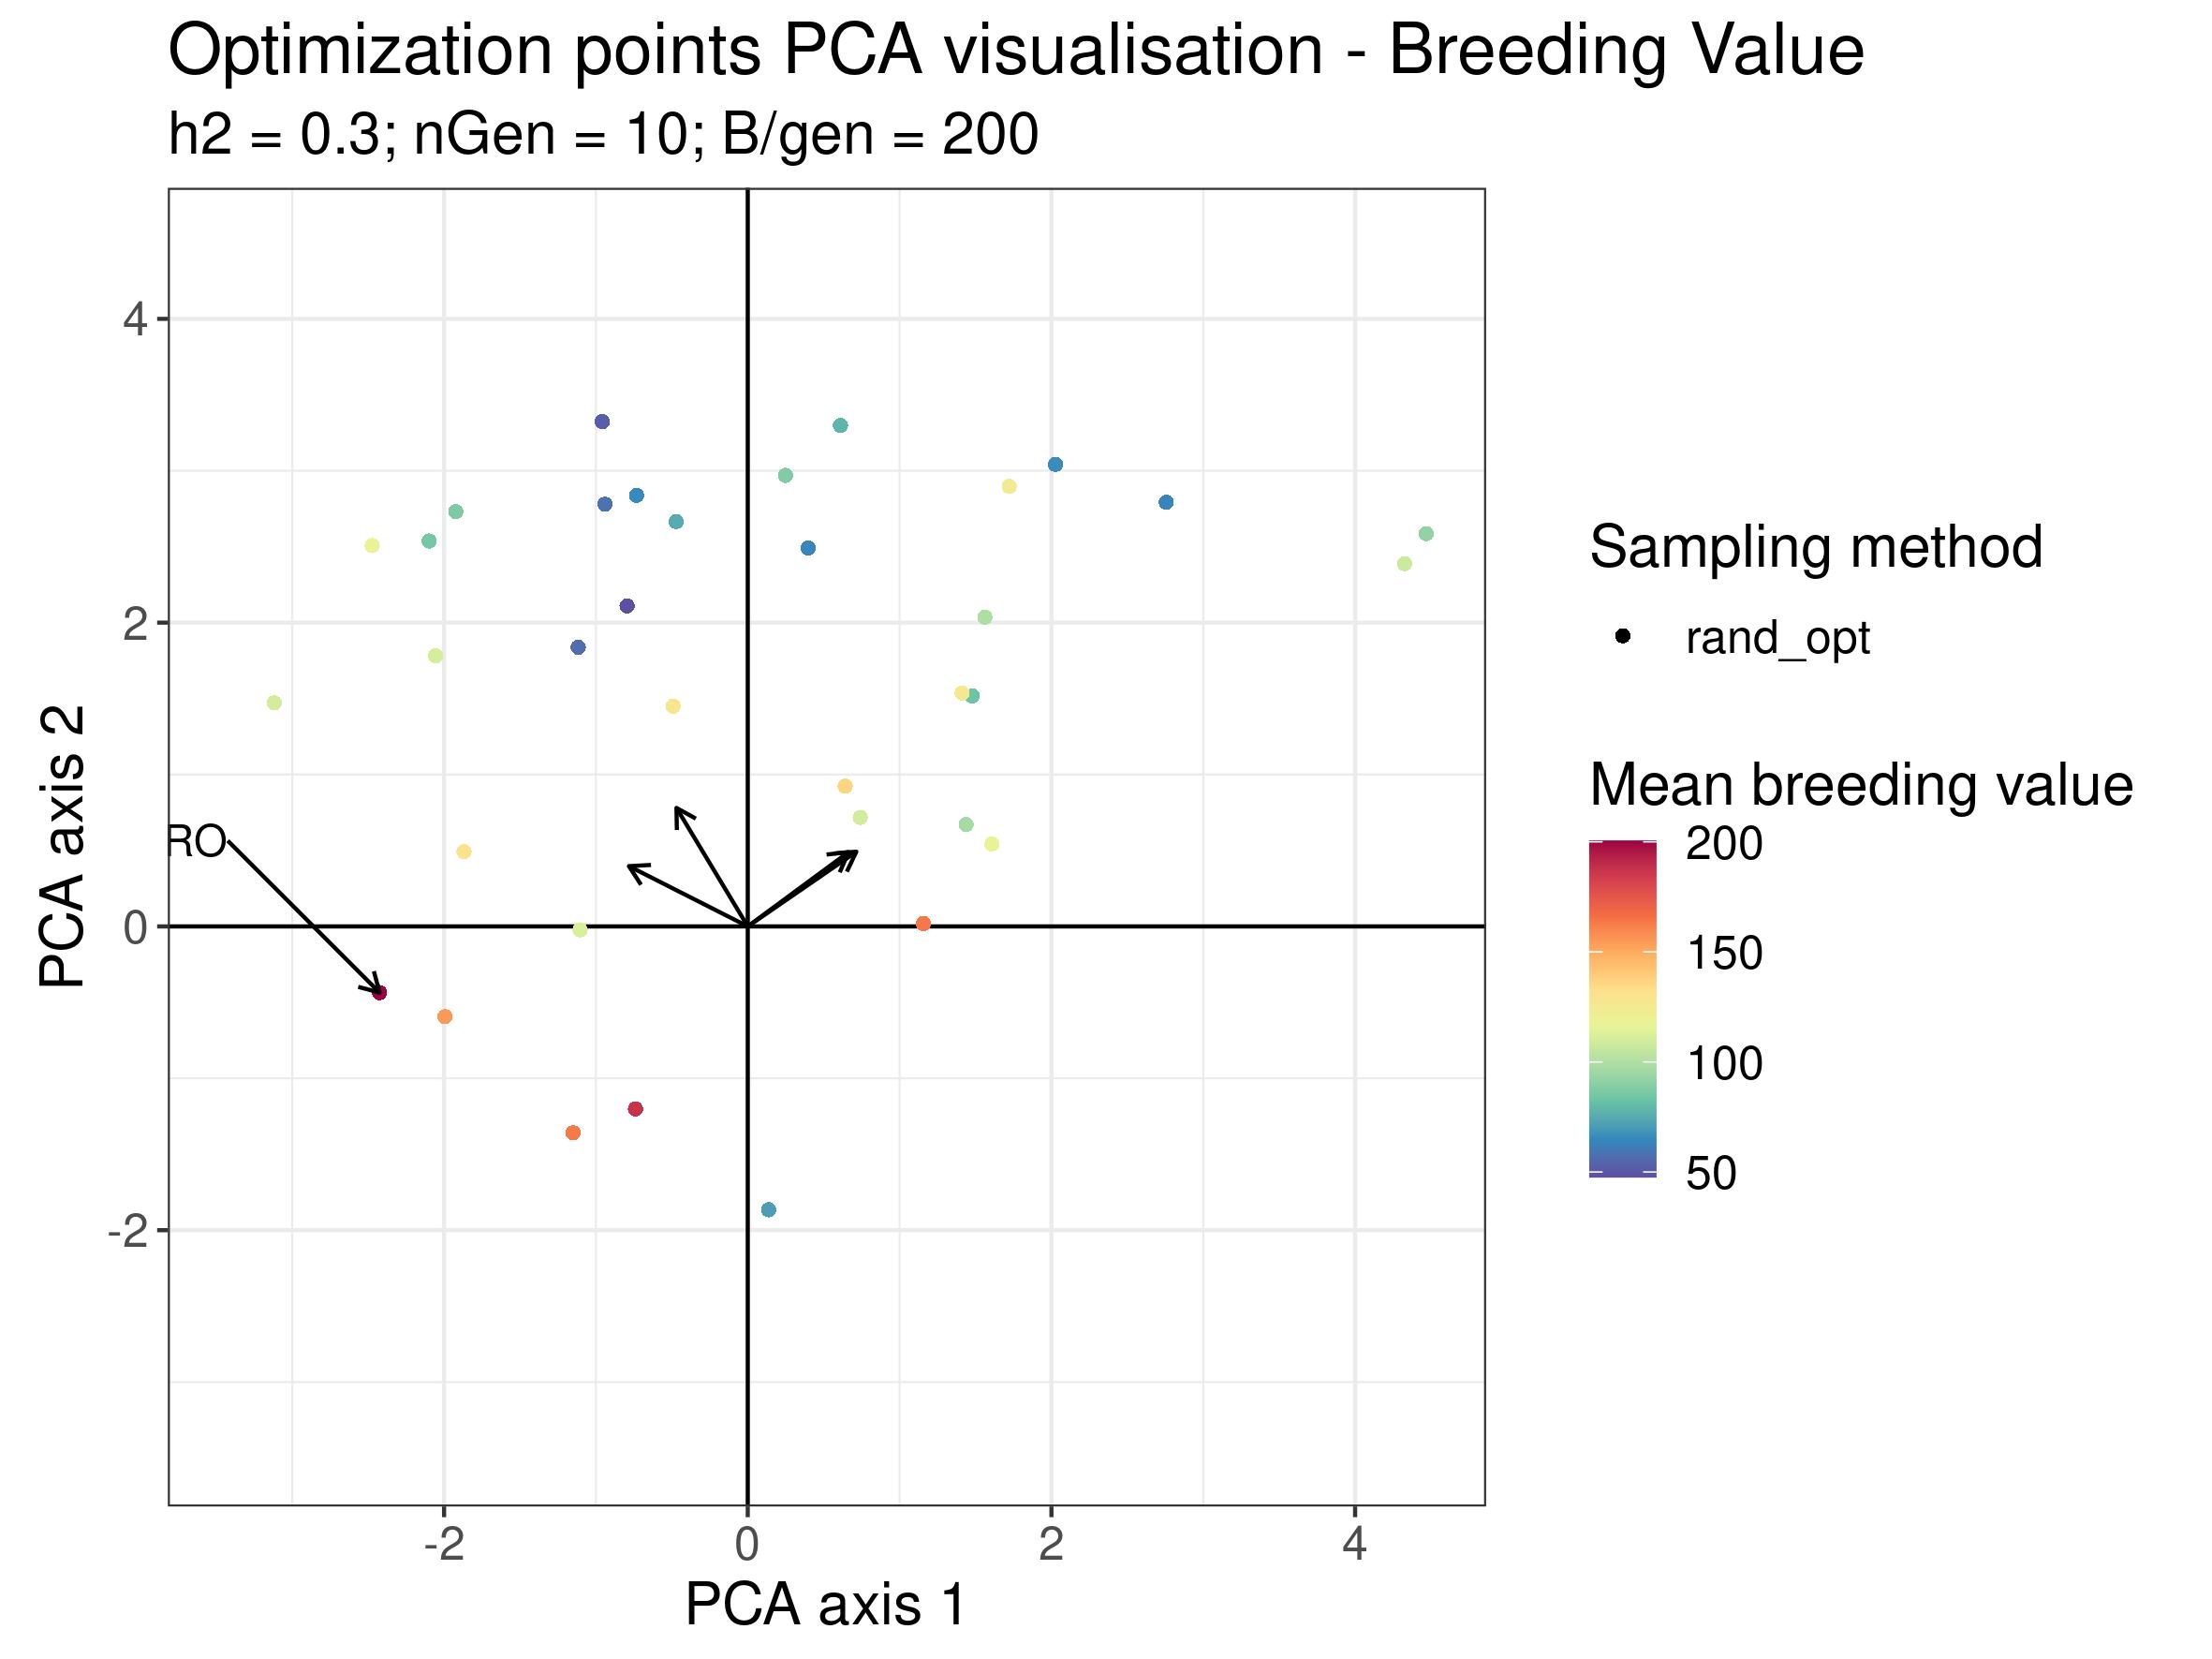 Optimization points PCA visualisation - Breeding Value
h2 = 0.3; nGen = 10; B/gen = 200
4
2
0
-2
PCA axis 2
RO
-2
0
2
4
PCA axis 1
Sampling method
rand_opt
Mean breeding value
200
150
100
50